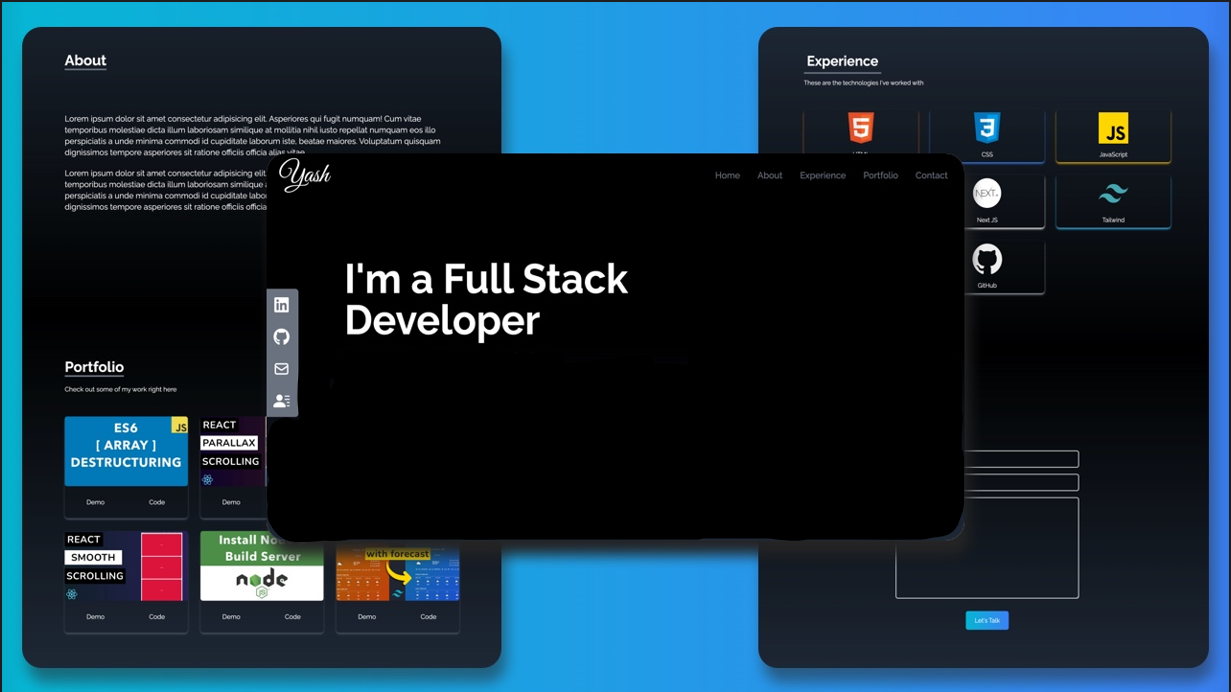 About
Lorem ipsum dolor sit amet consectetur adipisicing elit. Asperiores qui fugit numquam! Cum vitae
temporibus molestiae dicta illum laboriosam similique at mollitia nihil iusto repellat numquam eos illo
perspiciatis a unde minima commodi id cupiditate laborum iste, beatae maiores. Voluptatum quisquam
dignissimos tempore asperiores sit ratione officiis officia alias vitae.
Lorem ipsum dolor sit amet consectetur adipisicing elit.
temporibus molestiae dicta illum laboriosam similique
perspiciatis a unde minima commodi id cupiditate
dignissimos tempore asperiores sit ratione officiis
Portfolio
Check out some of my work right here
ES6
[ ARRAY ]
DESTRUCTURING
JS
Demo
Code
REACT
PARALLAX
SCROLLING
Demo
REACT
SMOOTH
SCROLLING
Demo
Code
Install
Build Server
node
JS
Demo
Code
with forecast
Demo
Code
Yash
Home
About
Experience
Portfolio
Contact
I'm a Full Stack
Developer
in
Experience
These are the technologies I've worked with
5
3
CSS
JS
JavaScript
NEXT.
Next JS
Tailwind
GitHub
Let's Talk